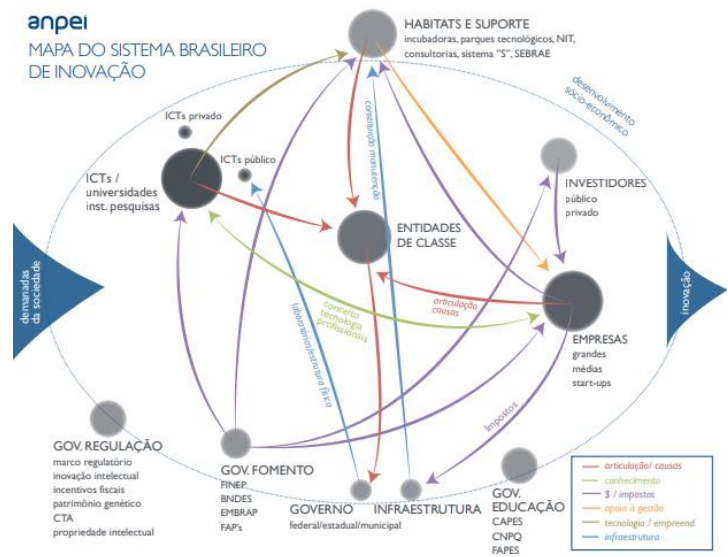 anpei
MAPA DO SISTEMA BRASILEIRO
DE INOVAÇÃO
HABITATS E SUPORTE
incubadoras, parques tecnológicos, NIT,
consultorias, sistema "S", SEBRAE
desenvolvimento
sócio-econômico
ICTs privado
ICTs público
ICTs /
universidades
inst. pesquisas
constituição manutenção
INVESTIDORES
público
privado
ENTIDADES
DE CLASSE
demanadas
da sociedade
inovação
articulação
causas
conceito
tecnologia
profissionais
laboratórios/estrutura física
EMPRESAS
grandes
médias
start-ups
Impostos
GOV. REGULAÇÃO
marco regulatório
inovação intelectual
incentivos fiscais
patrimônio genético
CTA
propriedade intelectual
GOV. FOMENTO
FINEP
BNDES
EMBRAP
FAP's
GOVERNO
federal/estadual/municipal
INFRAESTRUTURA
GOV.
EDUCAÇÃO
CAPES
CNPQ
FAPES
articulação/ causas
conhecimento
$ / impostos
apoio à gestão
tecnologia / empreend.
infraestrutura